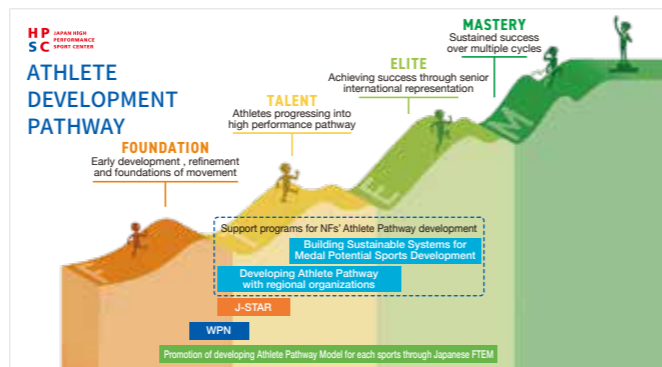 HP
SC
JAPAN HIGH
PERFORMANCE
SPORT CENTER
ATHLETE
DEVELOPMENT
PATHWAY
MASTERY
Sustained success
over multiple cycles
ELITE
Achieving success through senior
international representation
TALENT
Athletes progressing into
high performance pathway
FOUNDATION
Early development , refinement
and foundations of movement
F
T
E
M
Support programs for NFs' Athlete Pathway development
Building Sustainable Systems for
Medal Potential Sports Development
Developing Athlete Pathway
with regional organizations
J-STAR
WPN
Promotion of developing Athlete Pathway Model for each sports through Japanese FTEM